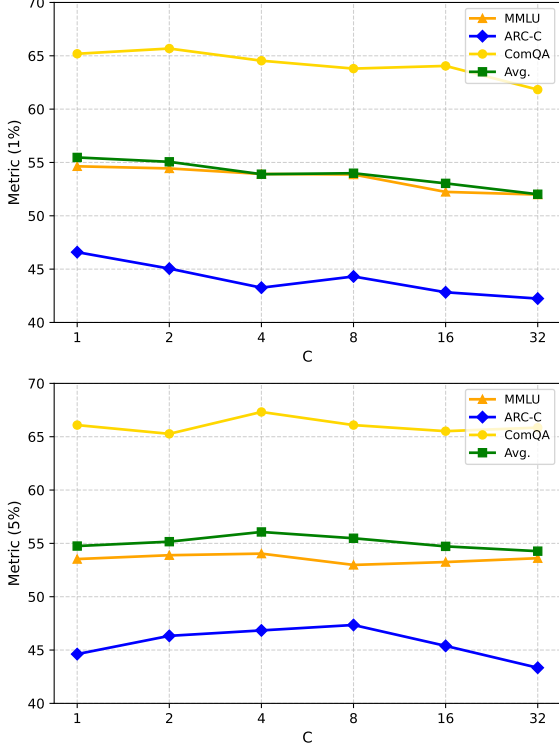 70
65
60
55
50
45
40
Metric (1%)
MMLU
ARC-C
ComQA
Avg.
1 2 4 8 16 32
C
70
65
60
55
50
45
40
Metric (5%)
MMLU
ARC-C
ComQA
Avg.
1 2 4 8 16 32
C